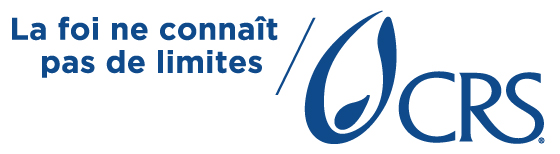 La foi ne connaît
pas de limites
CRS®